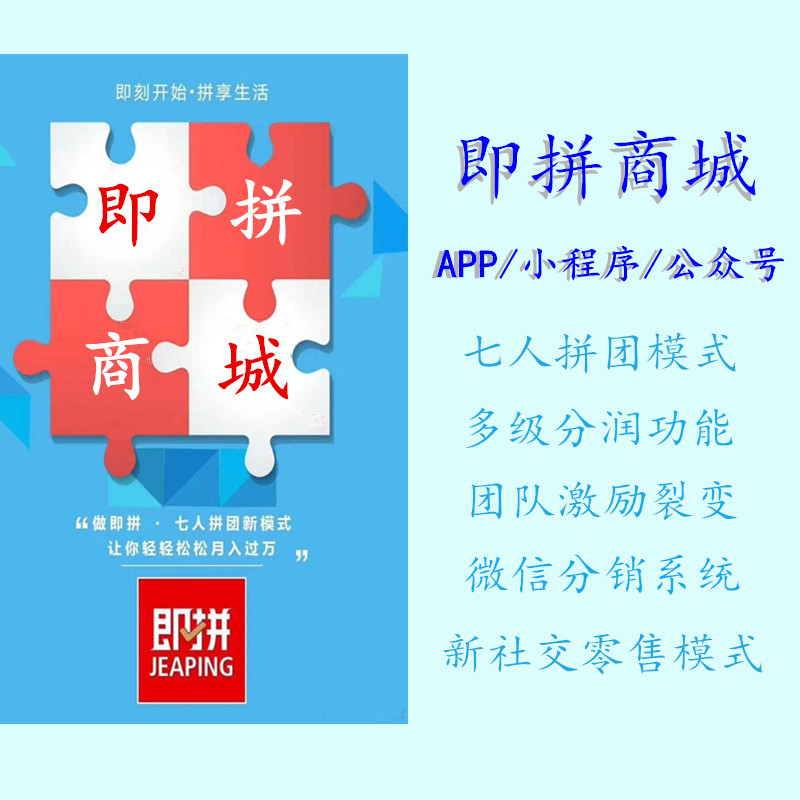 即刻开始·拼享生活
即 拼
商 城
“做即拼 · 七人拼团新模式
让你轻轻松松月入过万”
即拼
JEAPING
即拼商城
APP/小程序/公众号
七人拼团模式
多级分润功能
团队激励裂变
微信分销系统
新社交零售模式